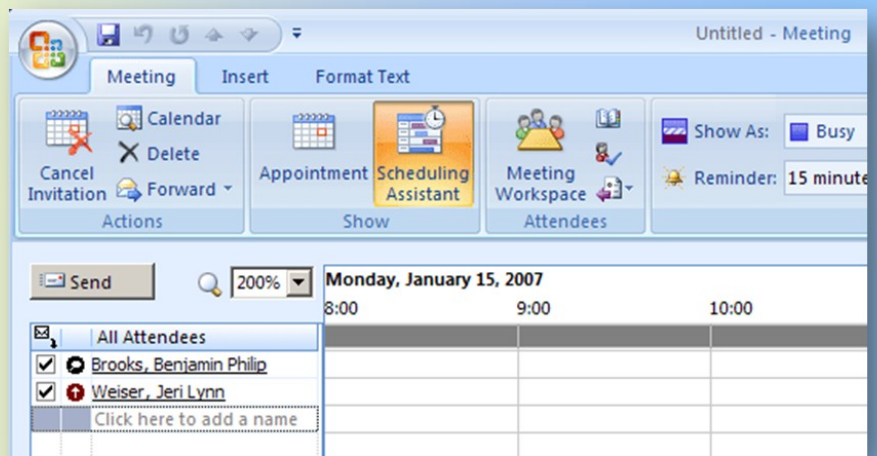 Untitled - Meeting
Meeting Insert Format Text
Cancel Invitation
Calendar
Delete
Forward
Actions
Appointment
Scheduling Assistant
Show
Meeting Workspace
Attendees
Show As: Busy
Reminder: 15 minute
Send 200%
Monday, January 15, 2007
8:00 9:00 10:00
All Attendees
Brooks, Benjamin Philip
Weiser, Jeri Lynn
Click here to add a name